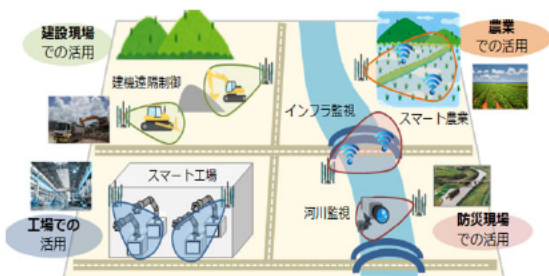 建設現場
での活用
農業
での活用
建機遠隔制御
インフラ監視
スマート農業
スマート工場
工場での
活用
河川監視
防災現場
での活用